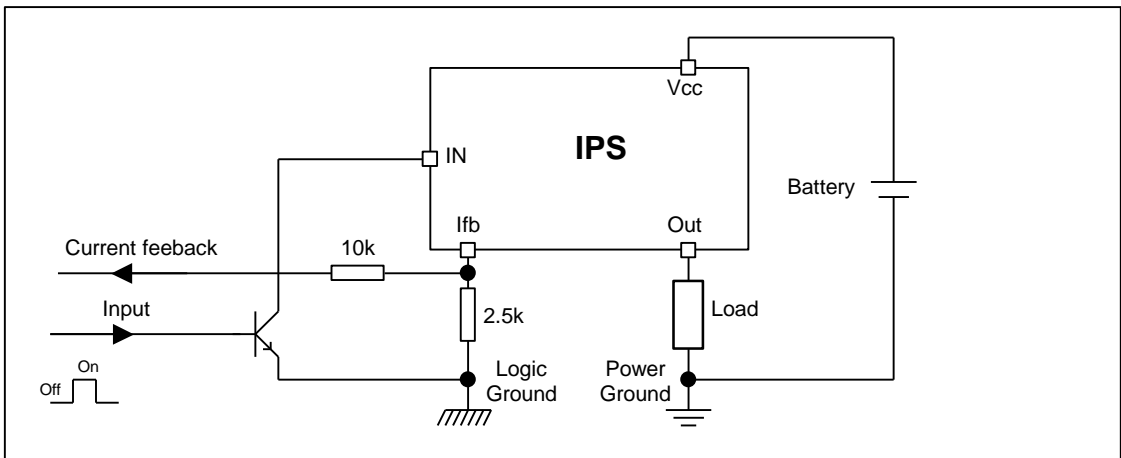 Vcc
IPS
IN
Battery
Ifb
Out
Current feeback
10k
Input
2.5k
Load
On
Off
Logic
Ground
Power
Ground